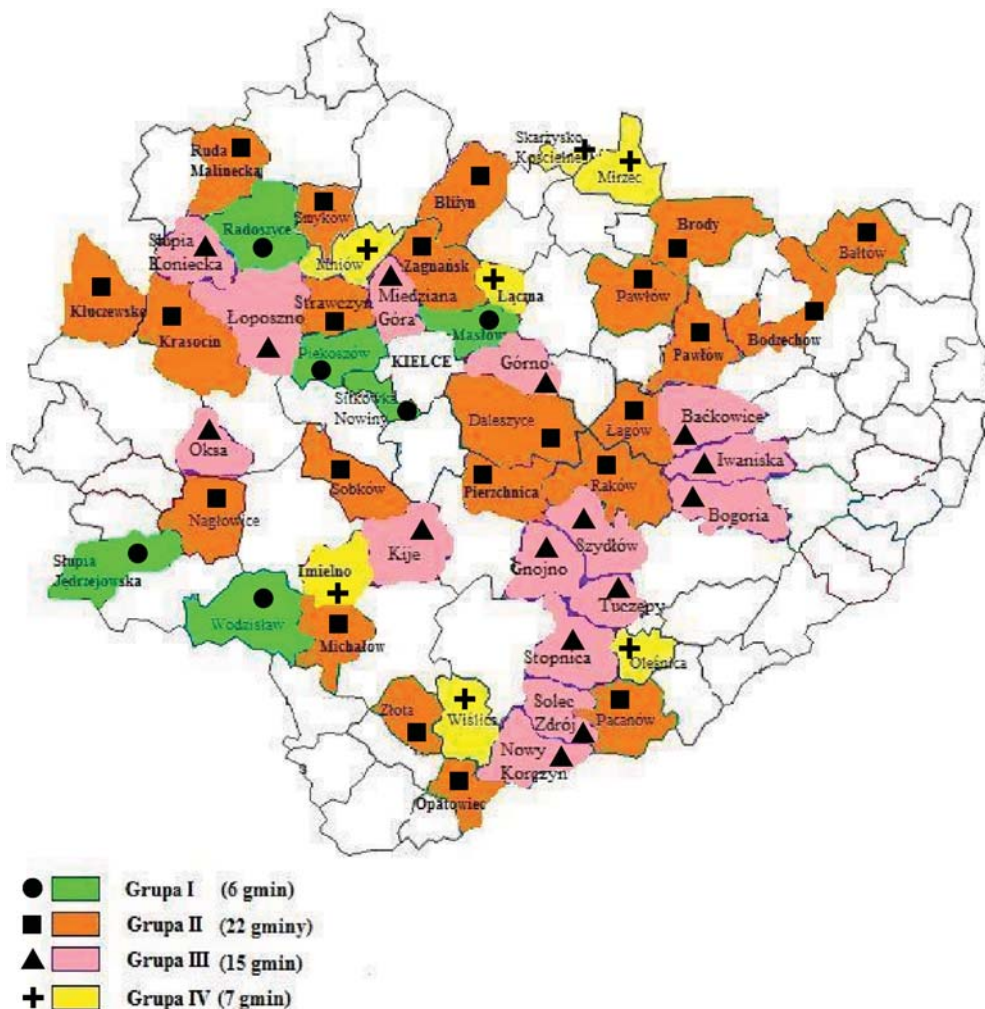 Skarżysko
Kościelne
Mirzec
Ruda
Malinecka
Bliżyn
Radoszyce
Smyków
Brody
Bałtów
Słupia
Koniecka
Mniów
Zagnańsk
Kluczewsko
Krasocin
Łoposzno
Strawczyn
Miedziana
Góra
Łączna
Pawłów
Masłów
Bodzechów
Pawłów
Piekoszów
KIELCE
Górno
Sitkówka
Nowiny
Daleszyce
Łagów
Baćkowice
Oksa
Iwaniska
Sobków
Pierzchnica
Raków
Nagłowice
Bogoria
Kije
Szydłów
Gnojno
Słupia
Jędrzejowska
Imielno
Tuczępy
Wodzisław
Michałów
Stopnica
Oleśnica
Złota
Wiślica
Solec
Zdrój
Pacanów
Nowy
Korczyn
Opatowiec
Grupa I (6 gmin)
Grupa II (22 gminy)
Grupa III (15 gmin)
Grupa IV (7 gmin)